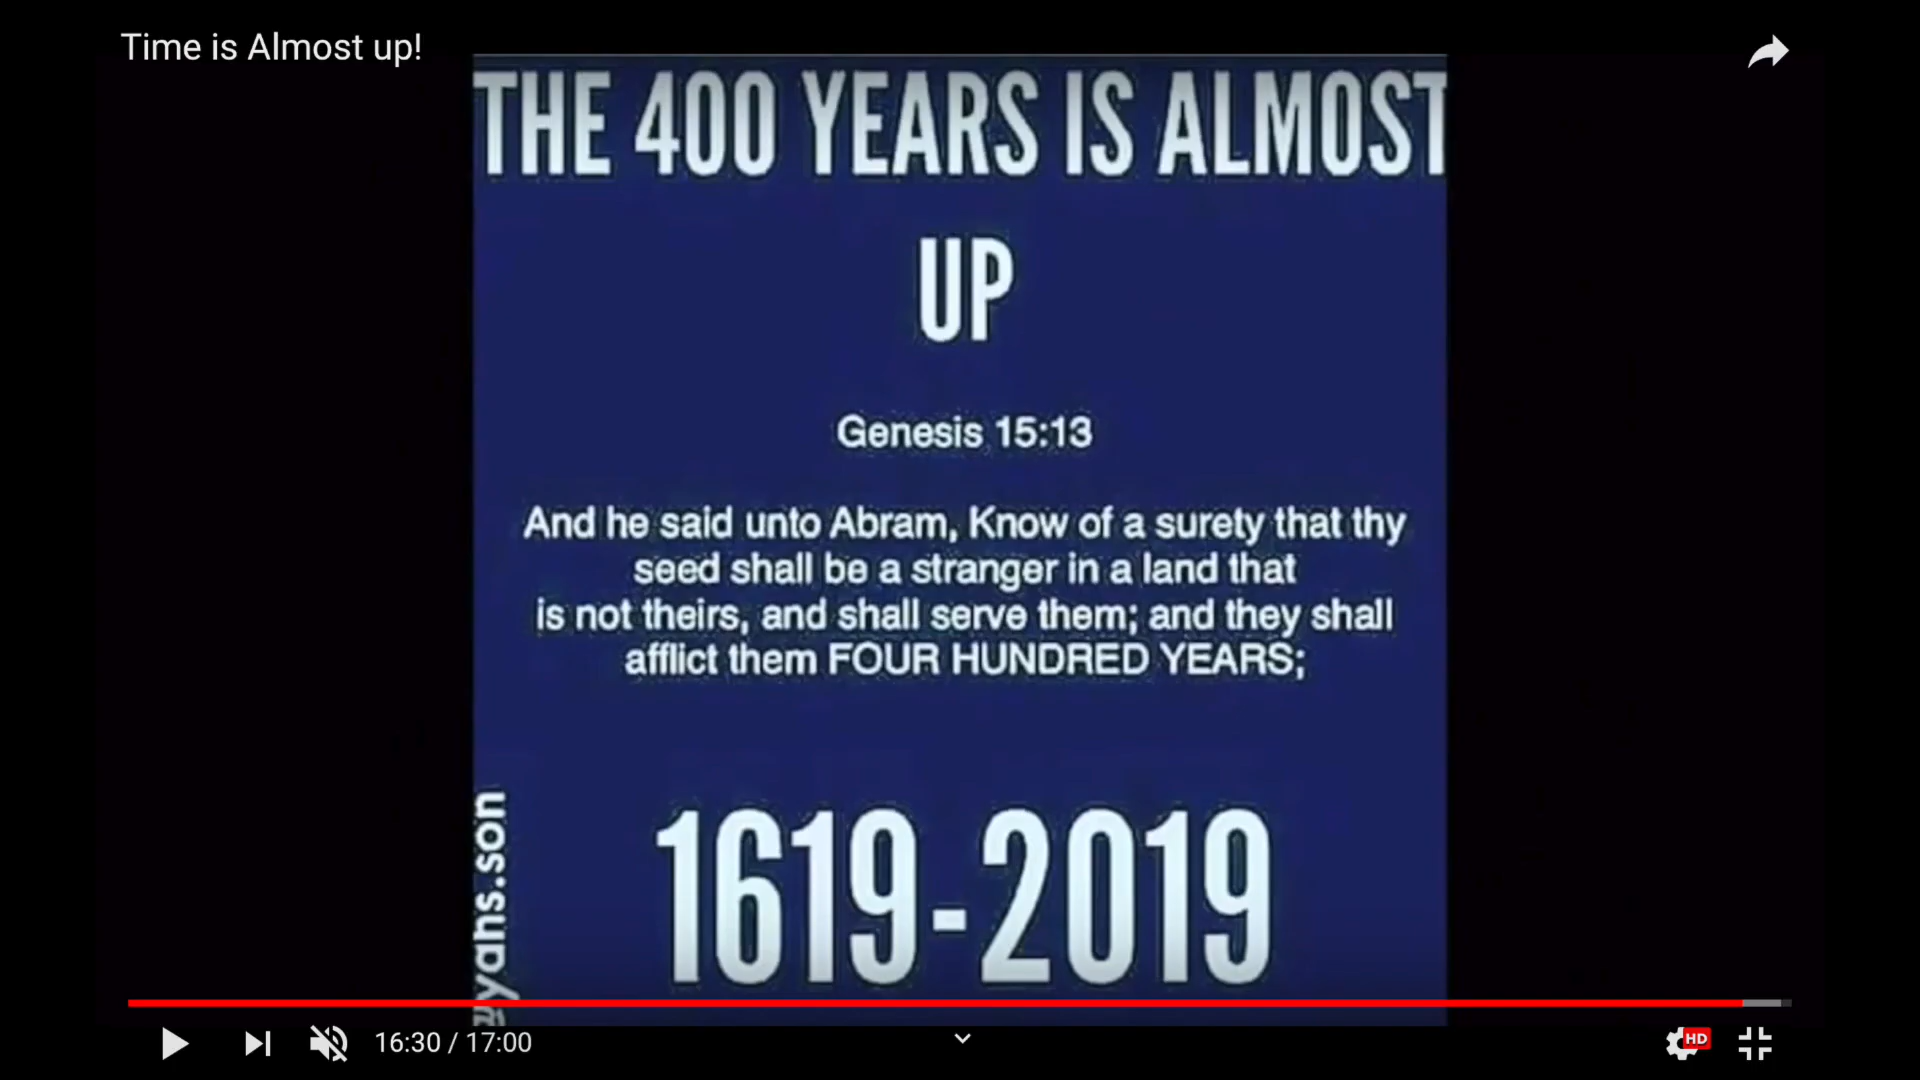 Time is Almost up!
THE 400 YEARS IS ALMOST
UP
Genesis 15:13
And he said unto Abram, Know of a surety that thy
seed shall be a stranger in a land that
is not theirs, and shall serve them; and they shall
afflict them FOUR HUNDRED YEARS;
1619-2019
@yahs.son
16:30 / 17:00
HD